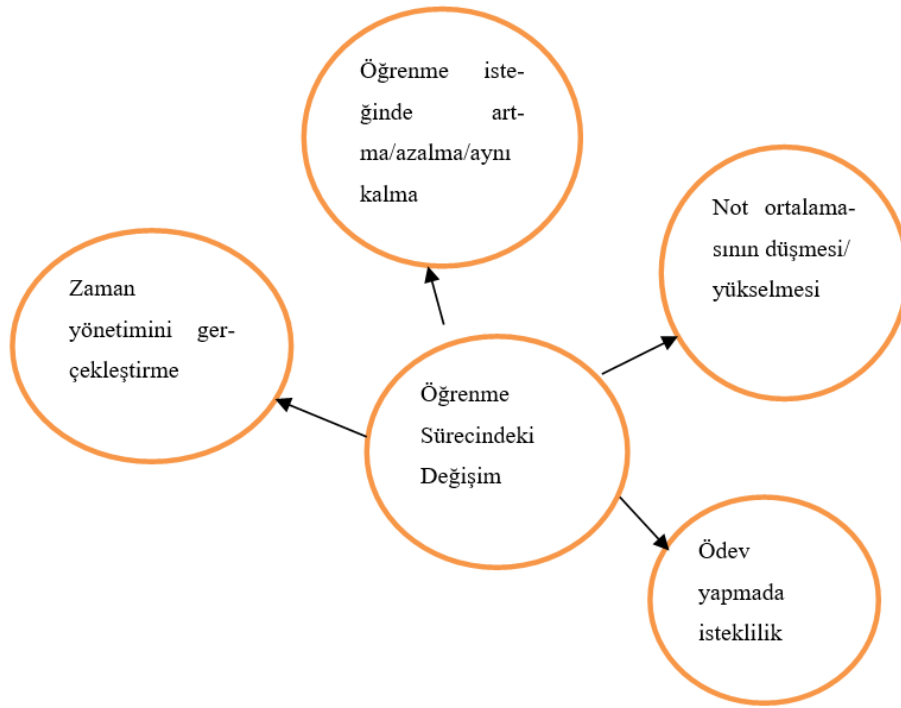 Öğrenme iste-
ğinde art-
ma/azalma/aynı
kalma
Not ortalama-
sının düşmesi/
yükselmesi
Zaman
yönetimini ger-
çekleştirme
Öğrenme
Sürecindeki
Değişim
Ödev
yapmada
isteklilik